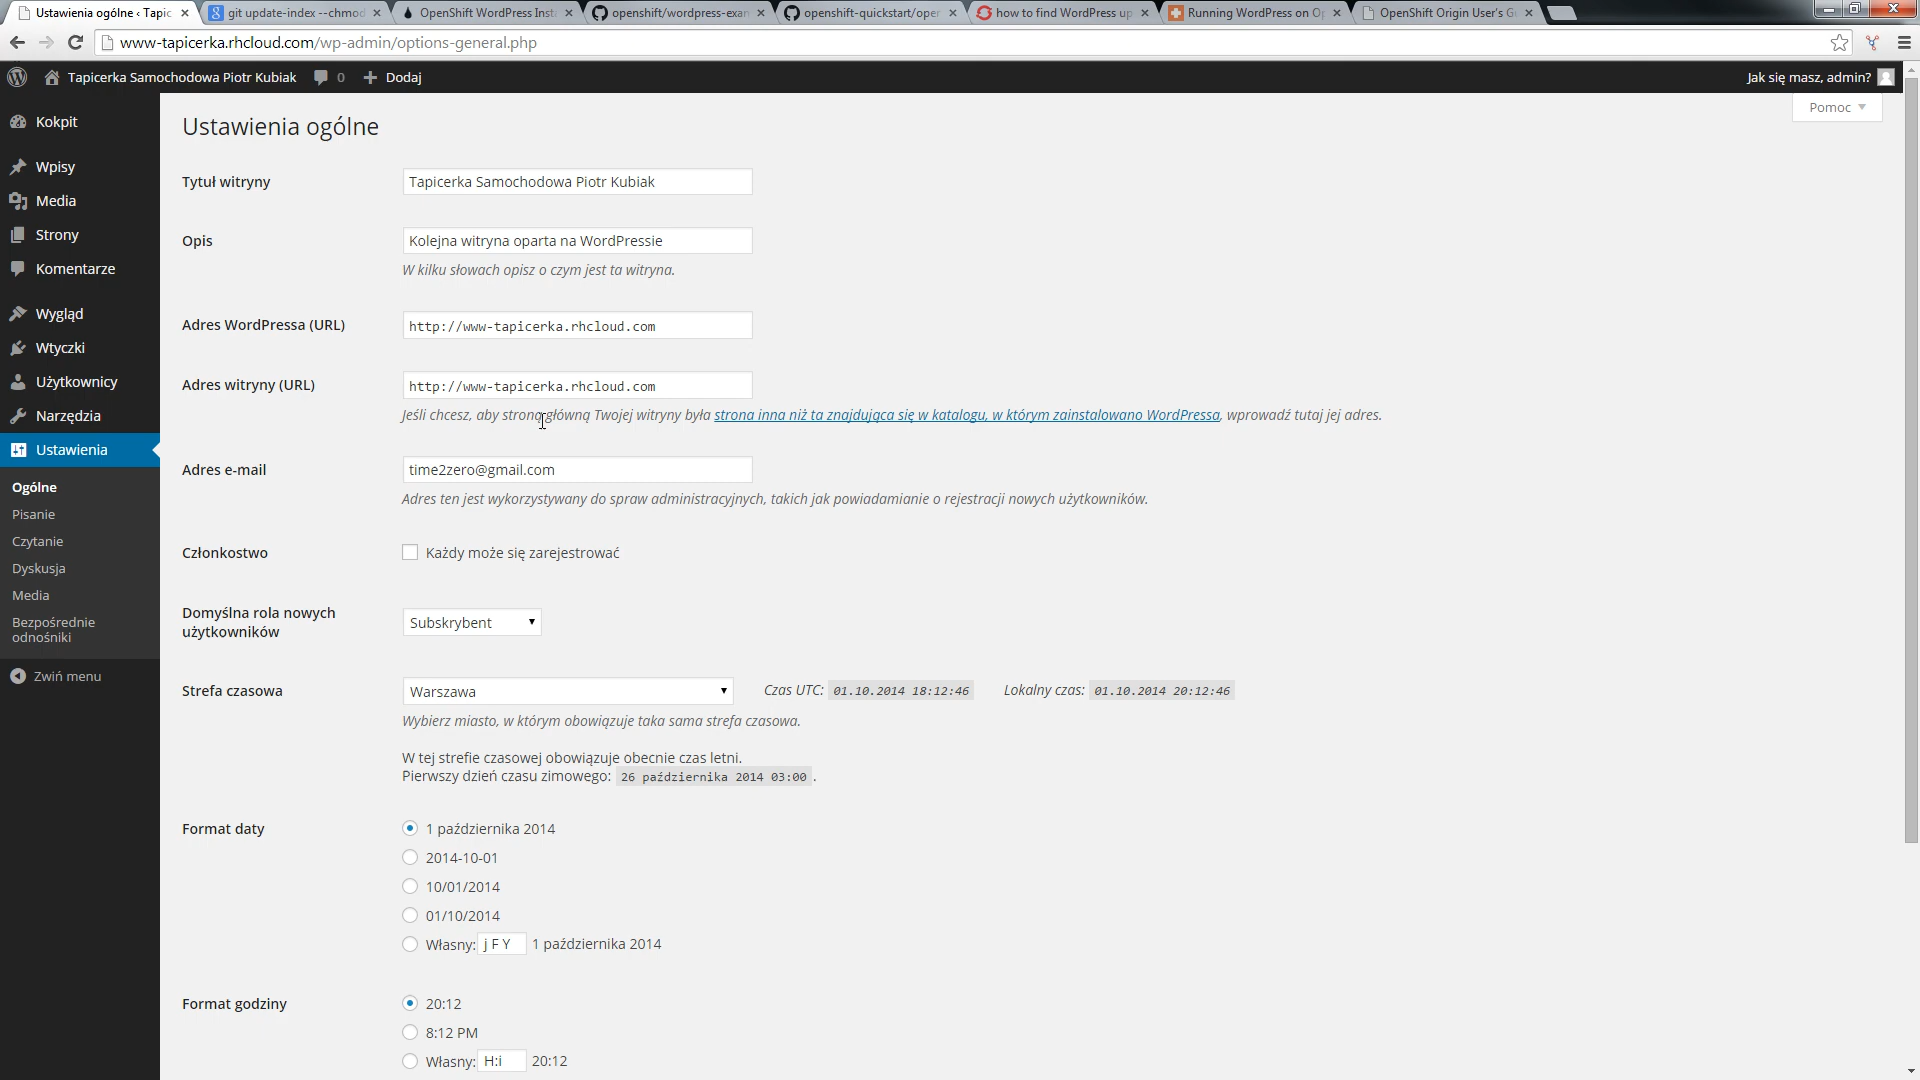 Ustawienia ogólne ‹ Tapic
git update-index --chmod
OpenShift WordPress Inst
openshift/wordpress-exa
openshift-quickstart/oper
how to find WordPress up
Running WordPress on O
OpenShift Origin User's G
www-tapicerka.rhcloud.com/wp-admin/options-general.php
Tapicerka Samochodowa Piotr Kubiak
0
Dodaj
Jak się masz, admin?
Pomoc
Kokpit
Wpisy
Media
Strony
Komentarze
Wygląd
Wtyczki
Użytkownicy
Narzędzia
Ustawienia
Ogólne
Pisanie
Czytanie
Dyskusja
Media
Bezpośrednie
odnośniki
Zwiń menu
Ustawienia ogólne
Tytuł witryny
Tapicerka Samochodowa Piotr Kubiak
Opis
Kolejna witryna oparta na WordPressie
W kilku słowach opisz o czym jest ta witryna.
Adres WordPressa (URL)
http://www-tapicerka.rhcloud.com
Adres witryny (URL)
http://www-tapicerka.rhcloud.com
Jeśli chcesz, aby stroną główną Twojej witryny była strona inna niż ta znajdująca się w katalogu, w którym zainstalowano WordPressa, wprowadź tutaj jej adres.
Adres e-mail
time2zero@gmail.com
Adres ten jest wykorzystywany do spraw administracyjnych, takich jak powiadamianie o rejestracji nowych użytkowników.
Członkostwo
Każdy może się zarejestrować
Domyślna rola nowych
użytkowników
Subskrybent
Strefa czasowa
Warszawa
Czas UTC: 01.10.2014 18:12:46
Lokalny czas: 01.10.2014 20:12:46
Wybierz miasto, w którym obowiązuje taka sama strefa czasowa.
W tej strefie czasowej obowiązuje obecnie czas letni.
Pierwszy dzień czasu zimowego: 26 października 2014 03:00 .
Format daty
1 października 2014
2014-10-01
10/01/2014
01/10/2014
Własny: j F Y 1 października 2014
Format godziny
20:12
8:12 PM
Własny: H:i 20:12